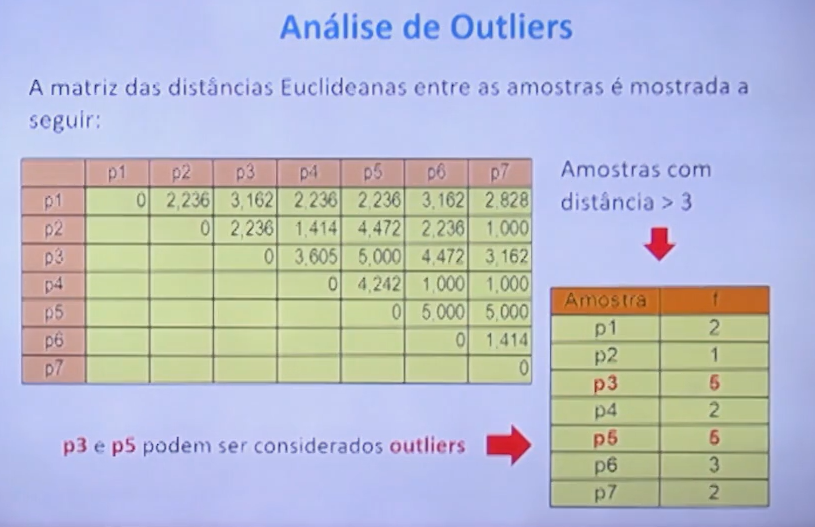 Análise de Outliers
A matriz das distâncias Euclideanas entre as amostras é mostrada a
seguir:
p1 p2 p3 p4 p5 p6 p7
p1 0 2,236 3,162 2,236 2,236 3,162 2,828
p2 0 2,236 1,414 4,472 2,236 1,000
p3 0 3,605 5,000 4,472 3,162
p4 0 4,242 1,000 1,000
p5 0 5,000 5,000
p6 0 1,414
p7 0
Amostras com
distância > 3
Amostra f
p1 2
p2 1
p3 5
p4 2
p5 5
p6 3
p7 2
p3 e p5 podem ser considerados outliers